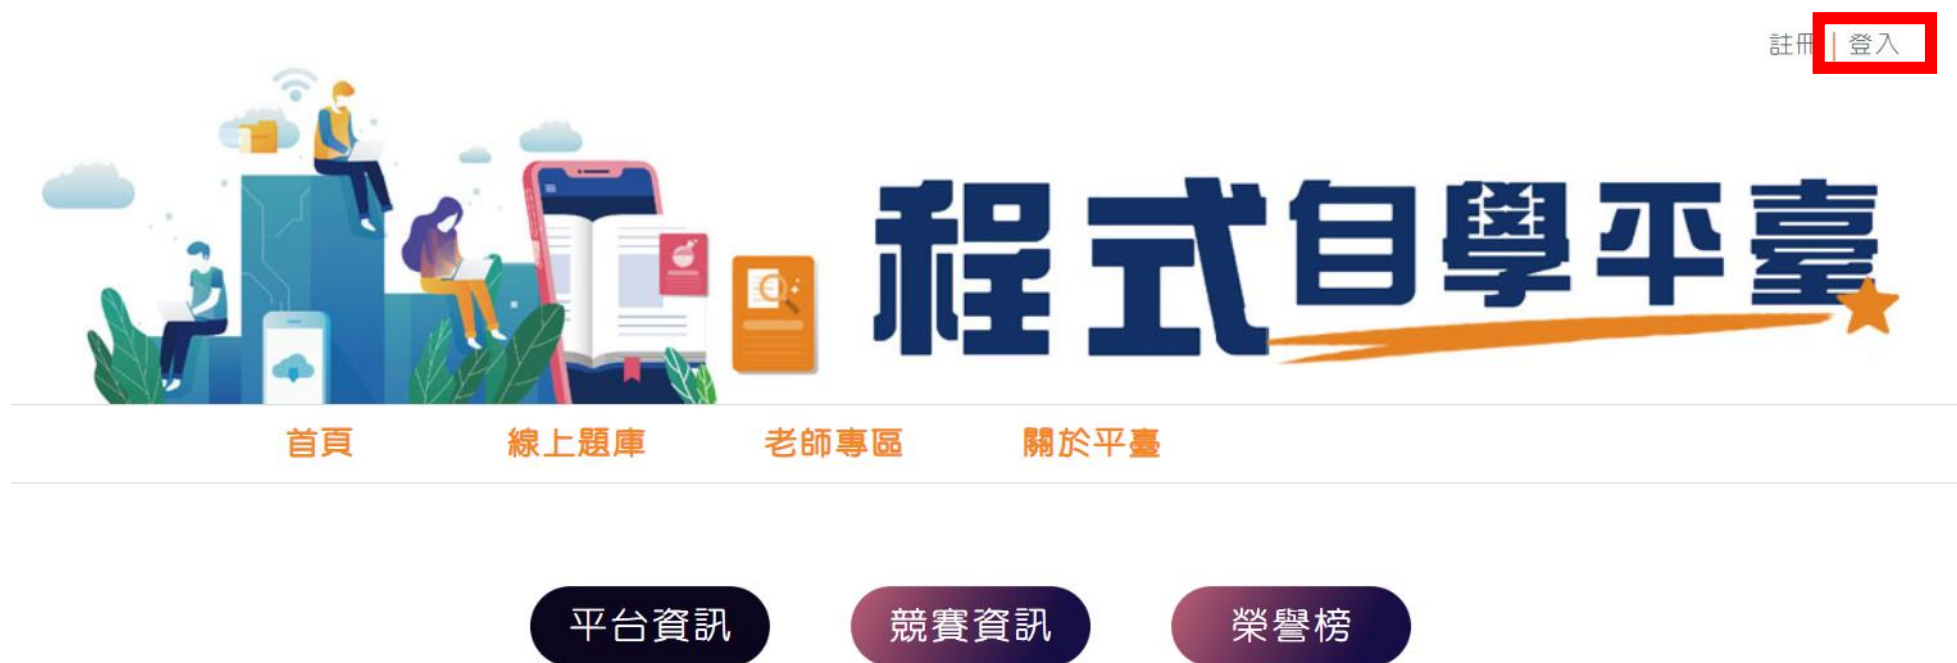 註冊 | 登入
程式自學平臺
首頁 線上題庫 老師專區 關於平臺
平台資訊 競賽資訊 榮譽榜